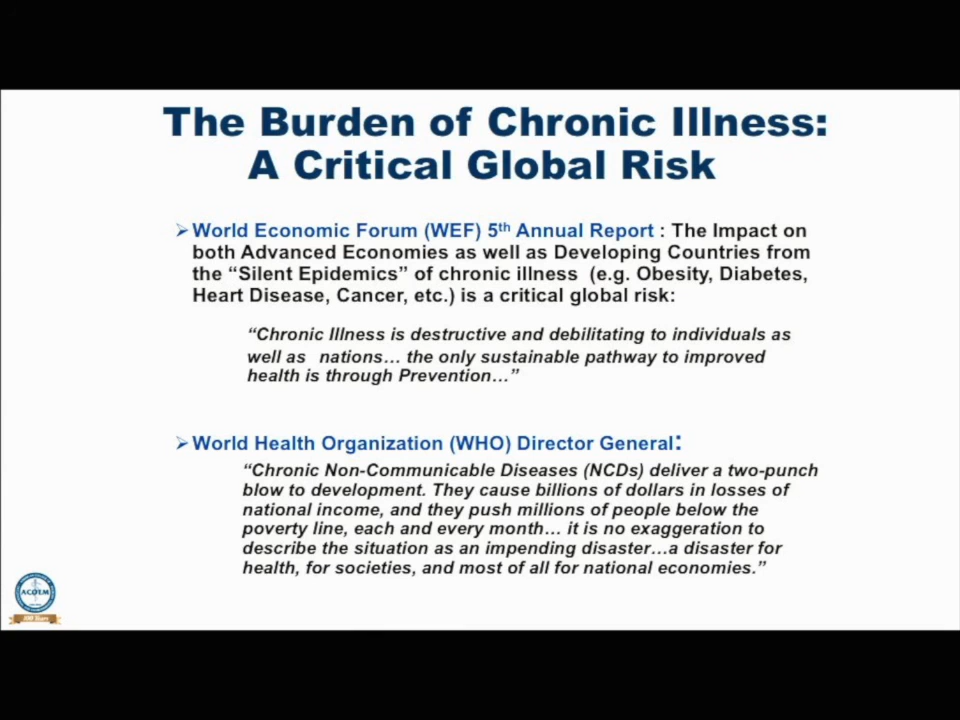 The Burden of Chronic Illness:
A Critical Global Risk
➢World Economic Forum (WEF) 5th Annual Report : The Impact on
both Advanced Economies as well as Developing Countries from
the “Silent Epidemics” of chronic illness (e.g. Obesity, Diabetes,
Heart Disease, Cancer, etc.) is a critical global risk:
“Chronic Illness is destructive and debilitating to individuals as
well as nations… the only sustainable pathway to improved
health is through Prevention…”
➢World Health Organization (WHO) Director General:
“Chronic Non-Communicable Diseases (NCDs) deliver a two-punch
blow to development. They cause billions of dollars in losses of
national income, and they push millions of people below the
poverty line, each and every month… it is no exaggeration to
describe the situation as an impending disaster…a disaster for
health, for societies, and most of all for national economies.”
ACOEM